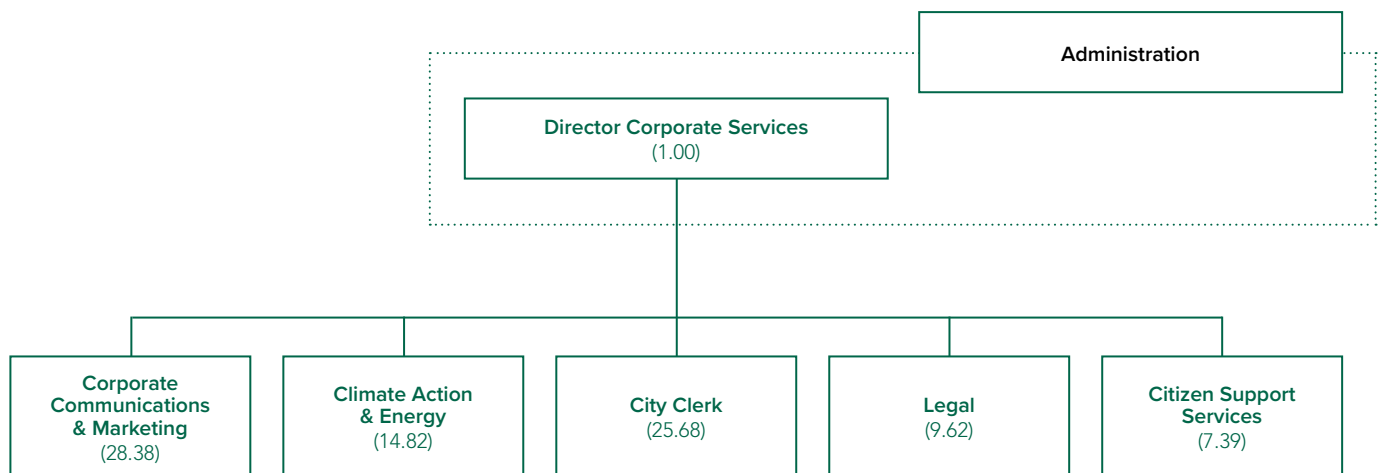 Administration
Director Corporate Services
(1.00)
Corporate
Communications
& Marketing
(28.38)
Climate Action
& Energy
(14.82)
City Clerk
(25.68)
Legal
(9.62)
Citizen Support
Services
(7.39)